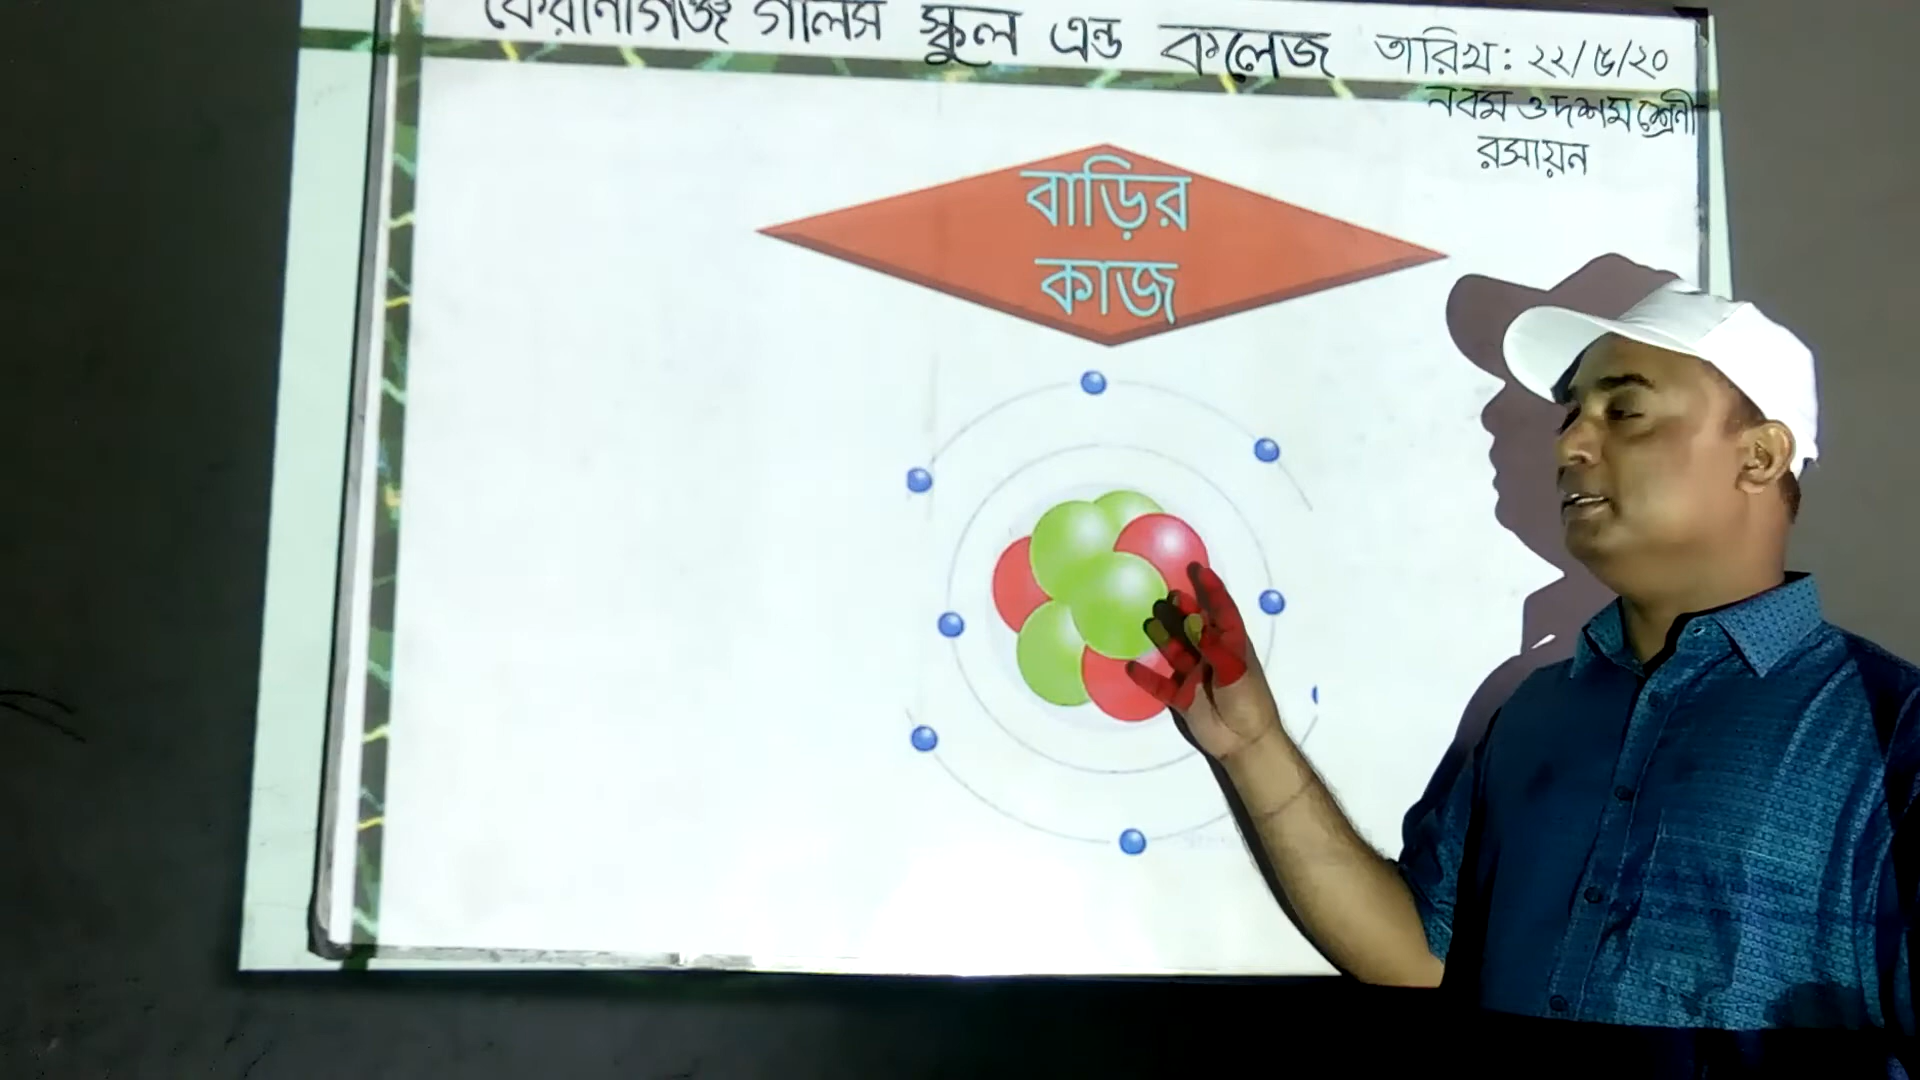 কেরানীগঞ্জ গার্লস স্কুল এন্ড কলেজ তারিখ: ২২/৫/২০
নবম ও দশম শ্রেনী
রসায়ন
বাড়ির
কাজ